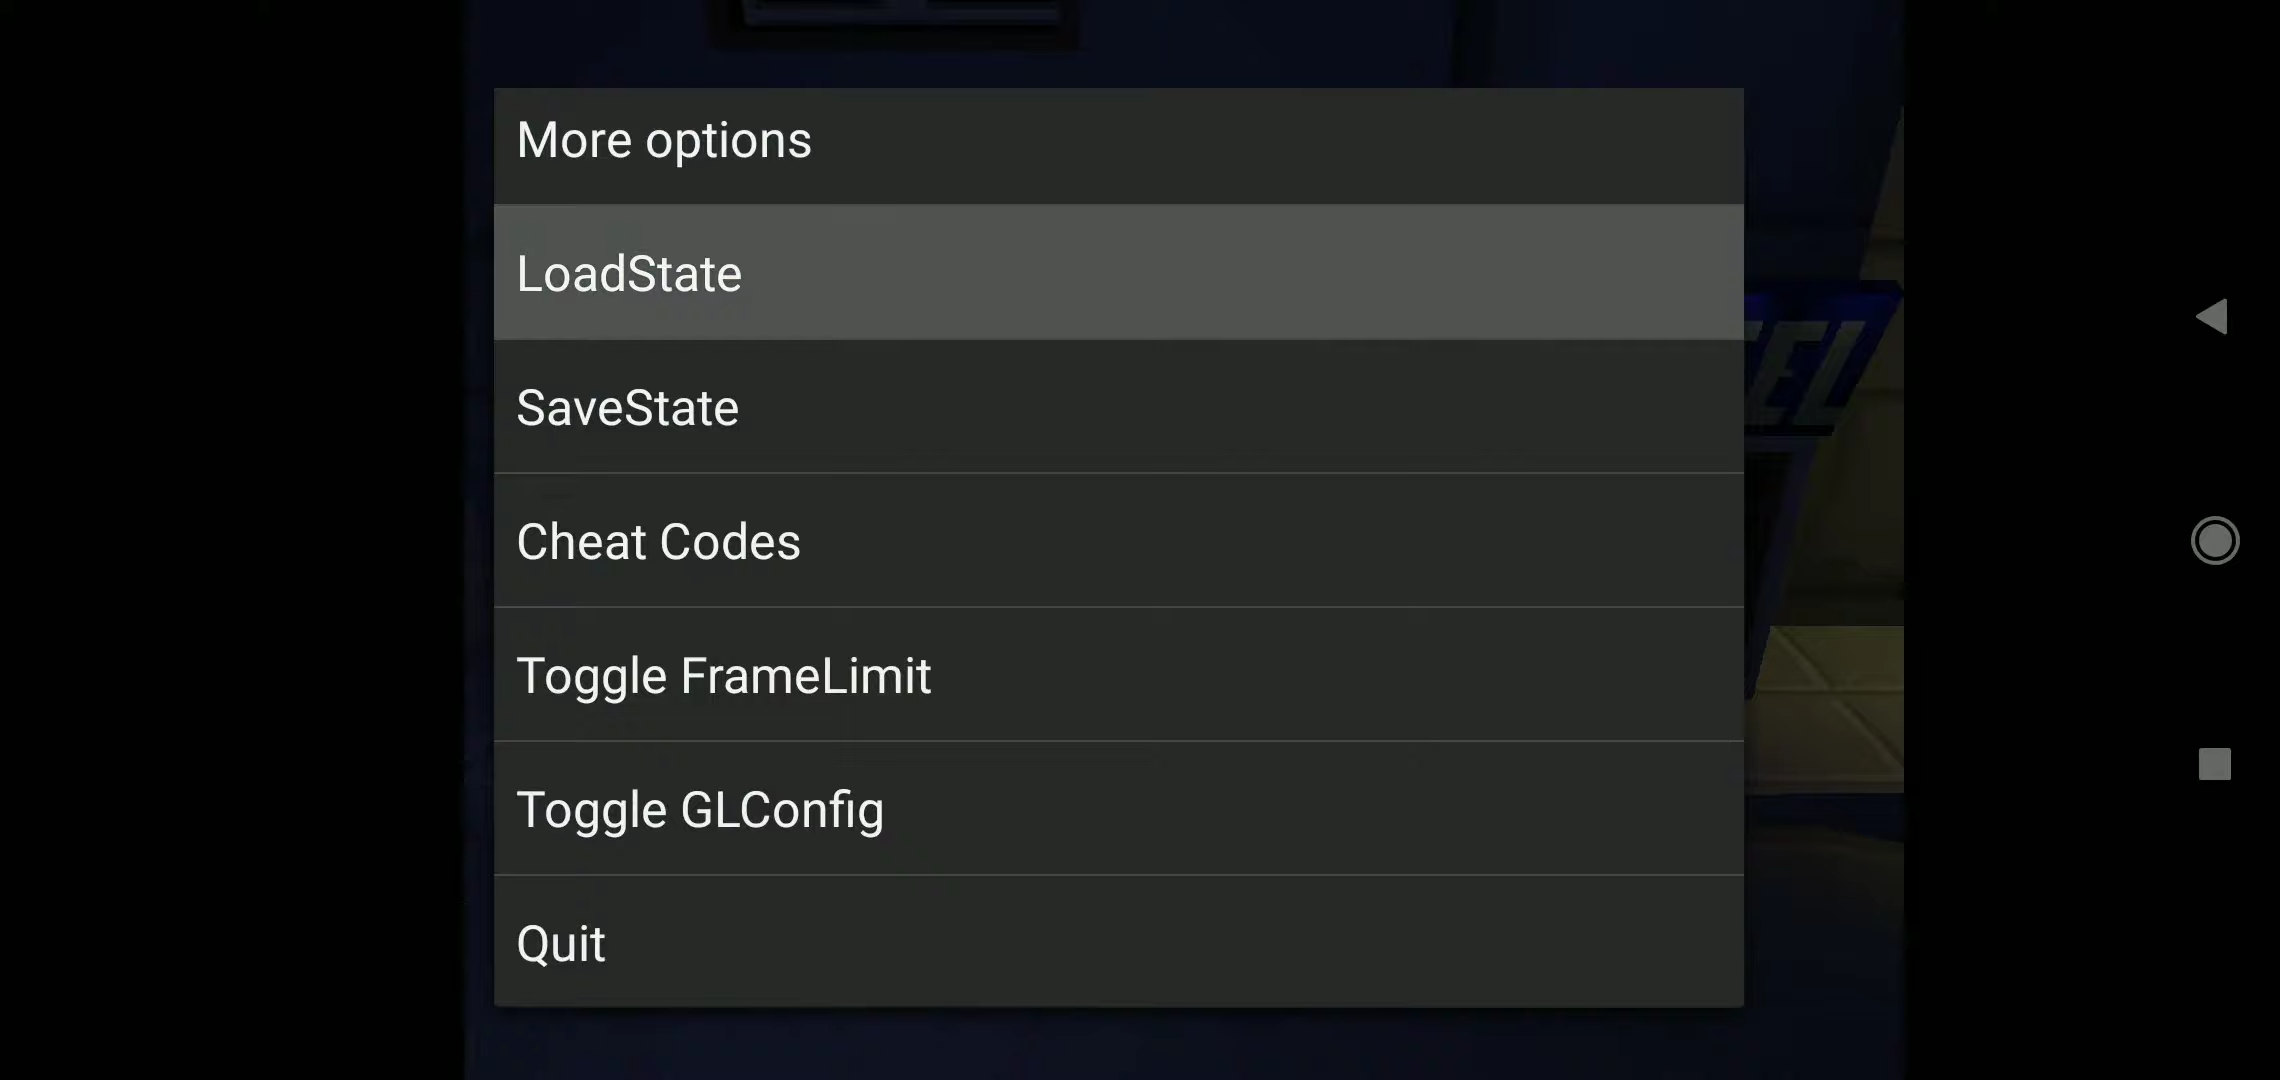 More options
LoadState
SaveState
Cheat Codes
Toggle FrameLimit
Toggle GLConfig
Quit